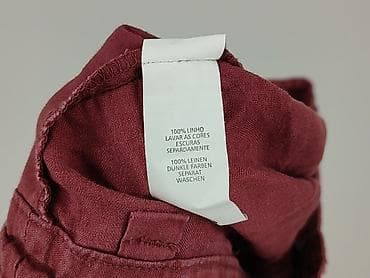 100% LINHO
LAVAR AS CORES
ESCURAS
SEPARADAMENTE
100% LEINEN
DUNKLE FARBEN
SEPARAT
WASCHEN